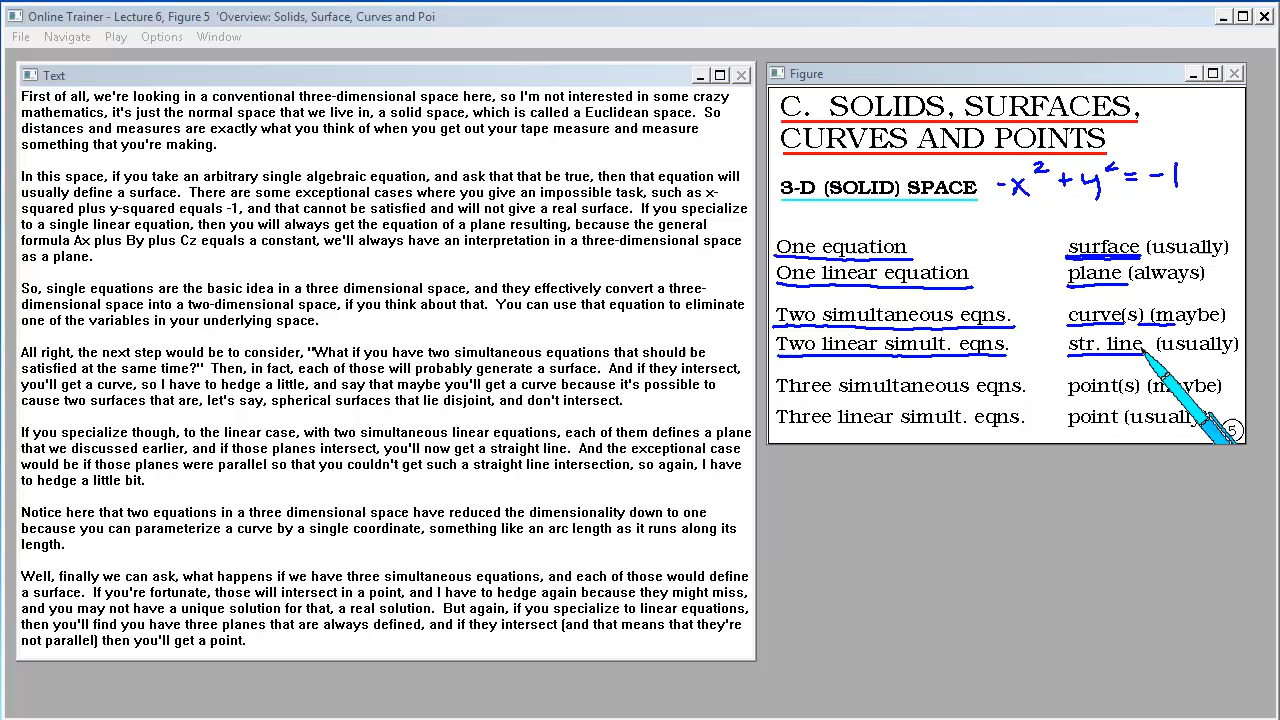 Online Trainer - Lecture 6, Figure 5 'Overview: Solids, Surface, Curves and Poi
File Navigate Play Options Window
Text
First of all, we're looking in a conventional three-dimensional space here, so I'm not interested in some crazy
mathematics, it's just the normal space that we live in, a solid space, which is called a Euclidean space. So
distances and measures are exactly what you think of when you get out your tape measure and measure
something that you're making.
In this space, if you take an arbitrary single algebraic equation, and ask that that be true, then that equation will
usually define a surface. There are some exceptional cases where you give an impossible task, such as x-
squared plus y-squared equals -1, and that cannot be satisfied and will not give a real surface. If you specialize
to a single linear equation, then you will always get the equation of a plane resulting, because the general
formula Ax plus By plus Cz equals a constant, we'll always have an interpretation in a three-dimensional space
as a plane.
So, single equations are the basic idea in a three dimensional space, and they effectively convert a three-
dimensional space into a two-dimensional space, if you think about that. You can use that equation to eliminate
one of the variables in your underlying space.
All right, the next step would be to consider, "What if you have two simultaneous equations that should be
satisfied at the same time?" Then, in fact, each of those will probably generate a surface. And if they intersect,
you'll get a curve, so I have to hedge a little, and say that maybe you'll get a curve because it's possible to
cause two surfaces that are, let's say, spherical surfaces that lie disjoint, and don't intersect.
If you specialize though, to the linear case, with two simultaneous linear equations, each of them defines a plane
that we discussed earlier, and if those planes intersect, you'll now get a straight line. And the exceptional case
would be if those planes were parallel so that you couldn't get such a straight line intersection, so again, I have
to hedge a little bit.
Notice here that two equations in a three dimensional space have reduced the dimensionality down to one
because you can parameterize a curve by a single coordinate, something like an arc length as it runs along its
length.
Well, finally we can ask, what happens if we have three simultaneous equations, and each of those would define
a surface. If you're fortunate, those will intersect in a point, and I have to hedge again because they might miss,
and you may not have a unique solution for that, a real solution. But again, if you specialize to linear equations,
then you'll find you have three planes that are always defined, and if they intersect (and that means that they're
not parallel) then you'll get a point.
Figure
C. SOLIDS, SURFACES,
CURVES AND POINTS
3-D (SOLID) SPACE -x² + y² = -1
One equation surface (usually)
One linear equation plane (always)
Two simultaneous eqns. curve(s) (maybe)
Two linear simult. eqns. str. line (usually)
Three simultaneous eqns. point(s) (maybe)
Three linear simult. eqns. point (usually)
5